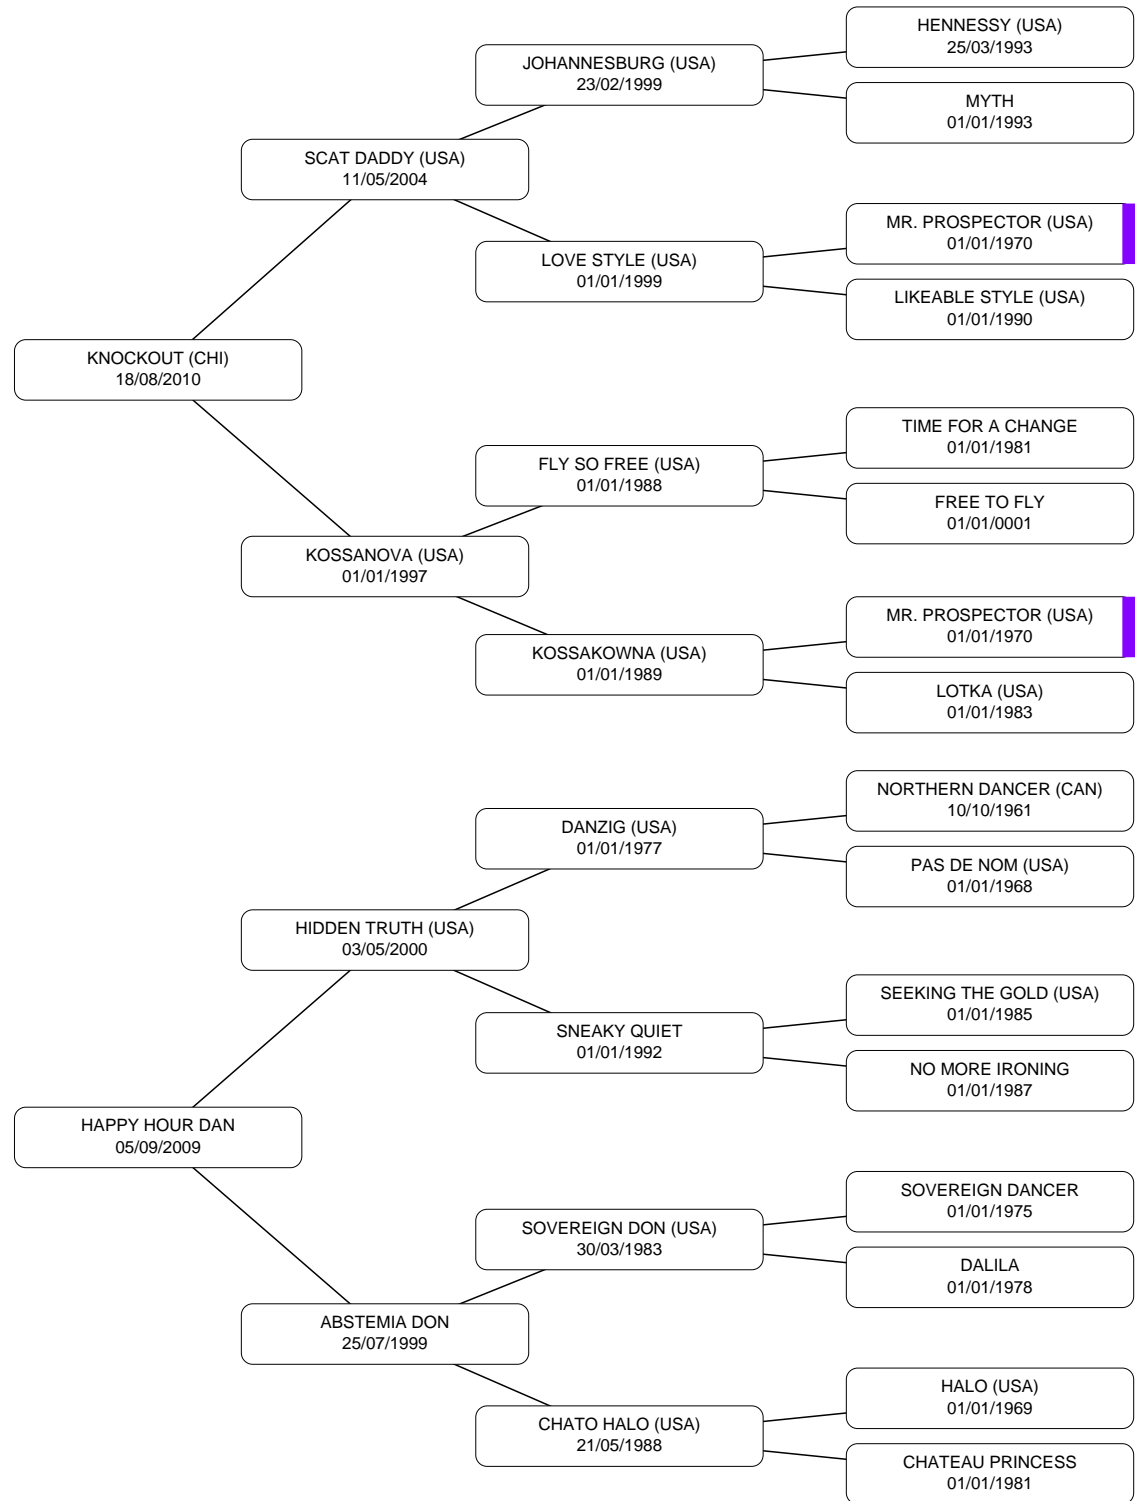 HENNESSY (USA)
25/03/1993
JOHANNESBURG (USA)
23/02/1999
MYTH
01/01/1993
SCAT DADDY (USA)
11/05/2004
MR. PROSPECTOR (USA)
01/01/1970
LOVE STYLE (USA)
01/01/1999
LIKEABLE STYLE (USA)
01/01/1990
KNOCKOUT (CHI)
18/08/2010
TIME FOR A CHANGE
01/01/1981
FLY SO FREE (USA)
01/01/1988
FREE TO FLY
01/01/0001
KOSSANOVA (USA)
01/01/1997
MR. PROSPECTOR (USA)
01/01/1970
KOSSAKOWNA (USA)
01/01/1989
LOTKA (USA)
01/01/1983
NORTHERN DANCER (CAN)
10/10/1961
DANZIG (USA)
01/01/1977
PAS DE NOM (USA)
01/01/1968
HIDDEN TRUTH (USA)
03/05/2000
SEEKING THE GOLD (USA)
01/01/1985
SNEAKY QUIET
01/01/1992
NO MORE IRONING
01/01/1987
HAPPY HOUR DAN
05/09/2009
SOVEREIGN DANCER
01/01/1975
SOVEREIGN DON (USA)
30/03/1983
DALILA
01/01/1978
ABSTEMIA DON
25/07/1999
HALO (USA)
01/01/1969
CHATO HALO (USA)
21/05/1988
CHATEAU PRINCESS
01/01/1981